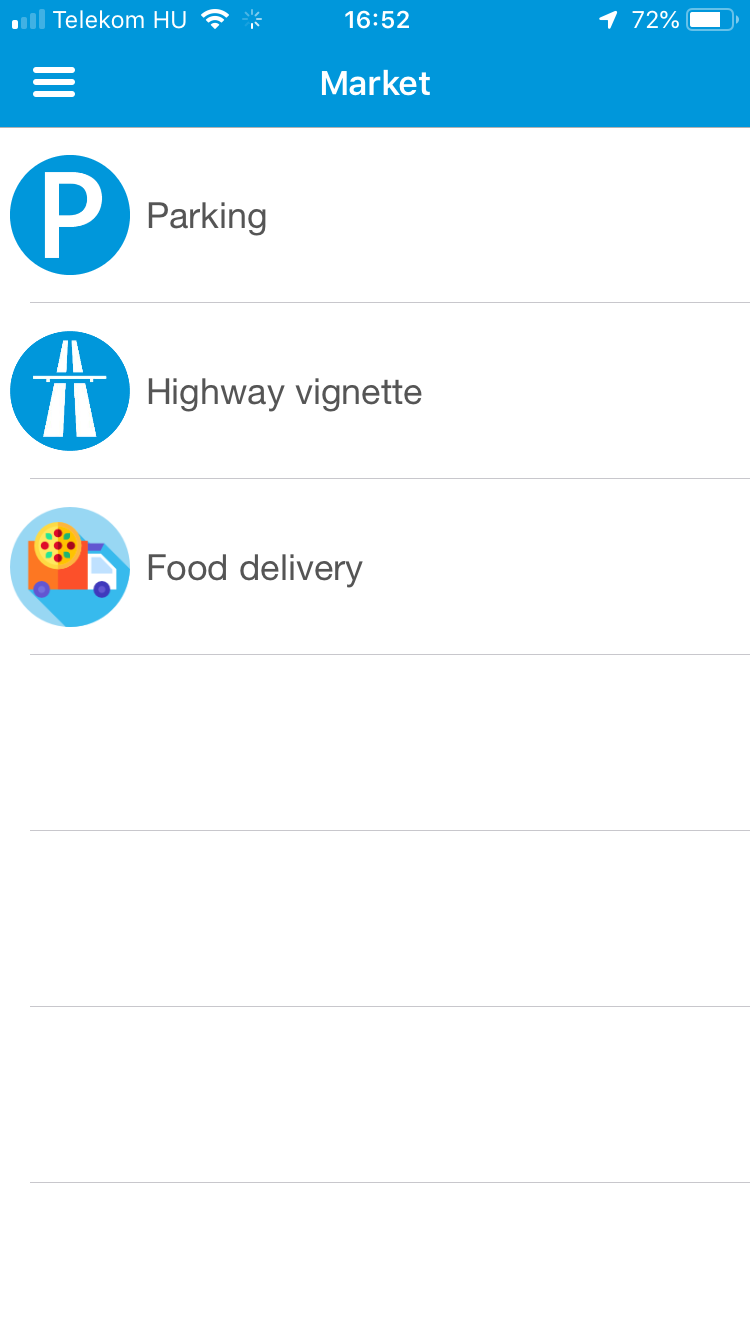 Telekom HU 16:52 72%
Market
P Parking
Highway vignette
Food delivery